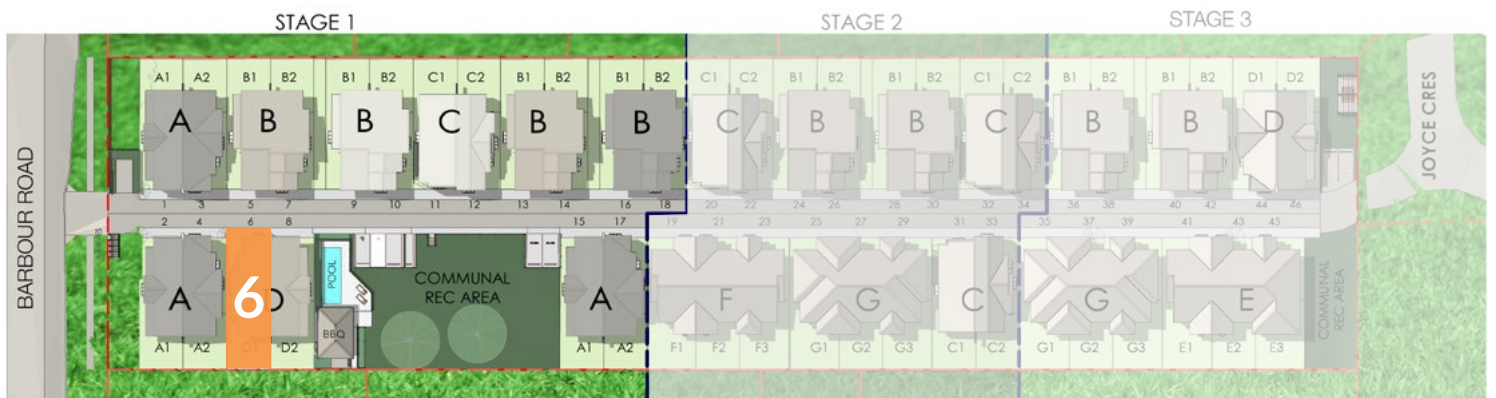 STAGE 1 STAGE 2 STAGE 3
A1 A2 B1 B2 B1 B2 C1 C2 B1 B2 B1 B2 C1 C2 B1 B2 B1 B2 C1 C2 B1 B2 B1 B2 D1 D2
A B B C B B C B B C B B D
BARBOUR ROAD
JOYCE CRES
1 3 5 7 9 10 11 12 13 14 16 18 20 22 24 26 28 30 32 34 36 38 40 42 44 46
2 4 6 8 15 17 19 21 23 25 27 29 31 33 35 37 39 41 43 45
A 6 D
POOL
BBQ
COMMUNAL
REC AREA
A F G C G E
COMMUNAL
REC AREA
A1 A2 D1 D2 A1 A2 F1 F2 F3 G1 G2 G3 C1 C2 G1 G2 G3 E1 E2 E3